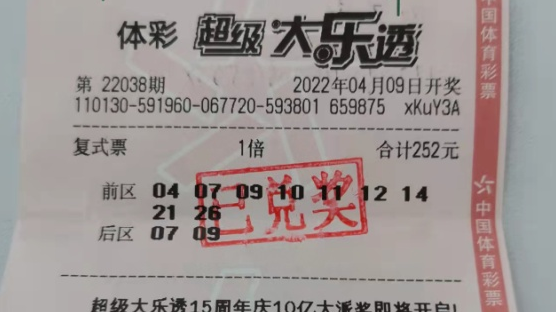 体彩 超级大乐透
第 22038期 2022年04月09日开奖
110130-591960-067720-593801 659875 xKuY3A
复式票 1倍 合计252元
前区 04 07 09 10 11 12 14
21 26
后区 07 09
已兑奖
超级大乐透15周年庆10亿大派奖即将开启!
中国体育彩票
中国体育彩票